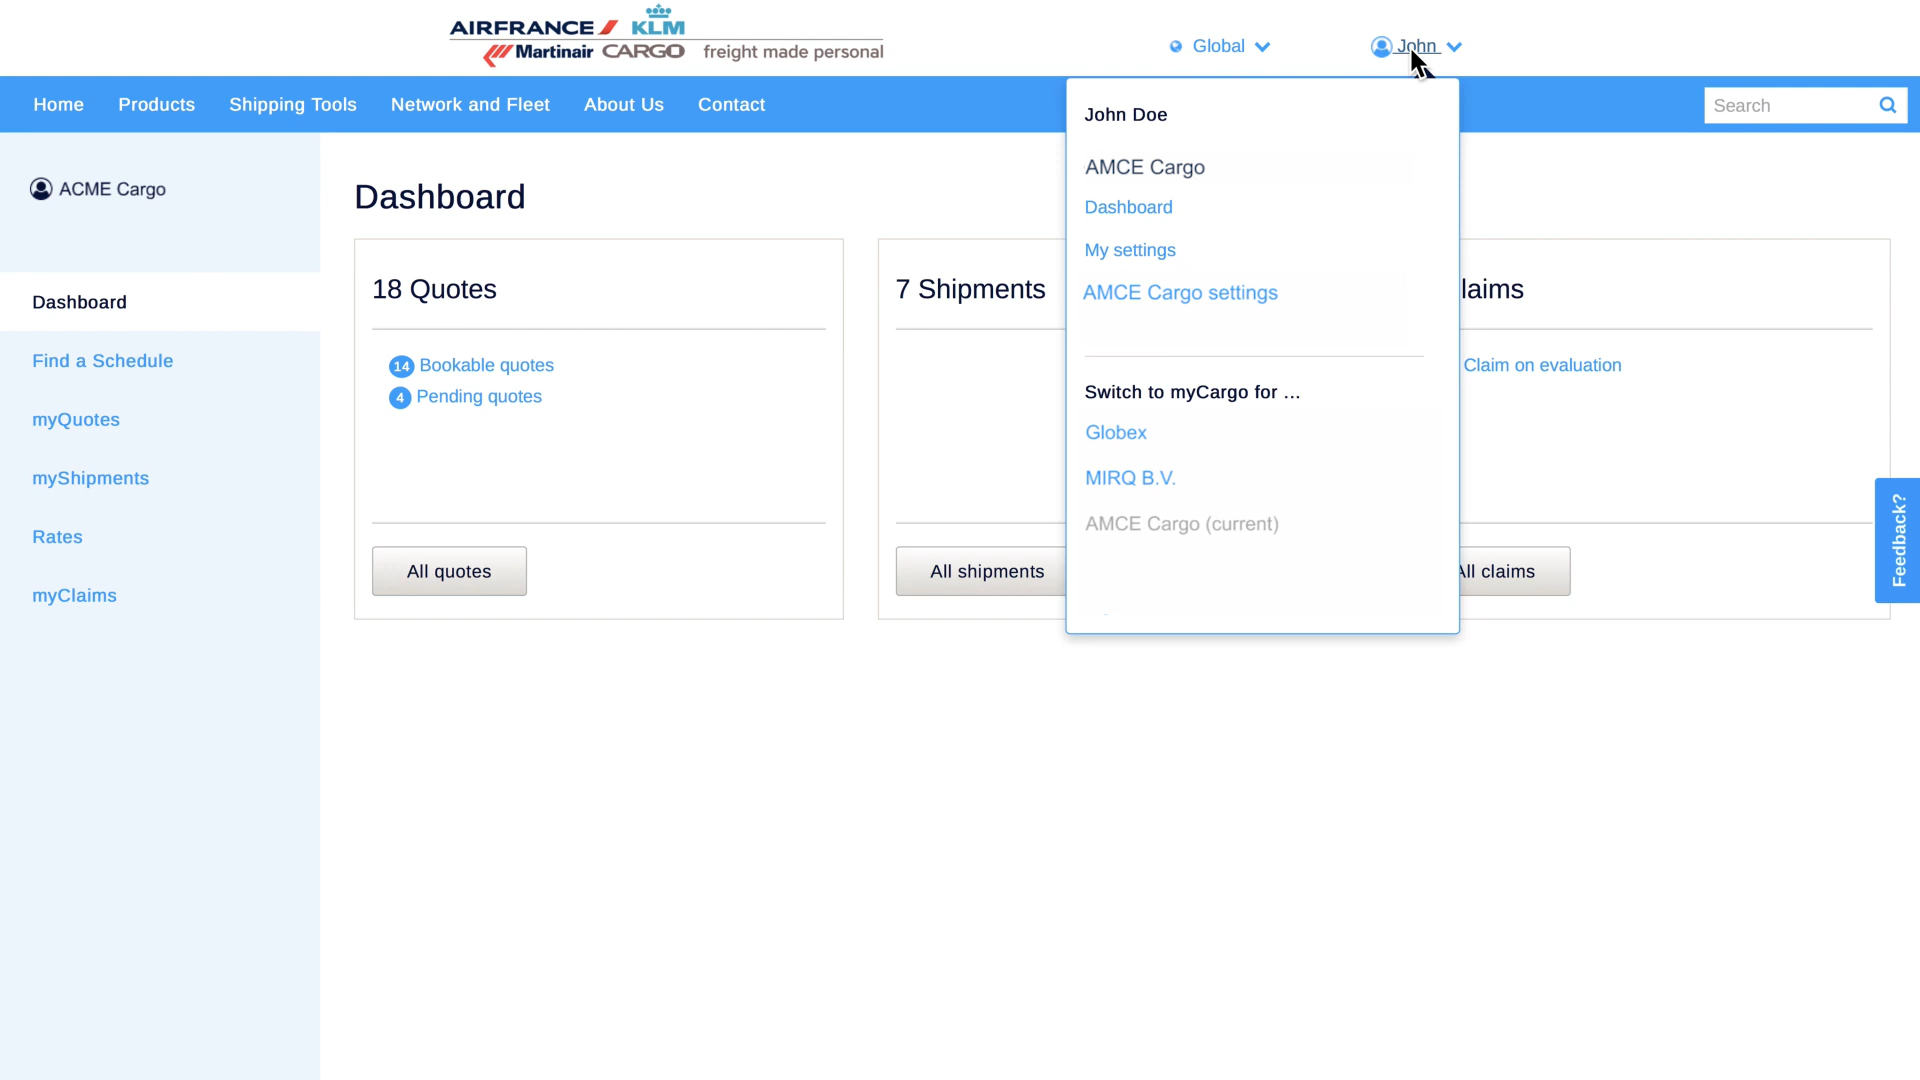 AIRFRANCE KLM
Martinair CARGO freight made personal
Global
John
Home Products Shipping Tools Network and Fleet About Us Contact
Search
ACME Cargo
Dashboard
Find a Schedule
myQuotes
myShipments
Rates
myClaims
Dashboard
18 Quotes
14 Bookable quotes
4 Pending quotes
All quotes
7 Shipments
All shipments
John Doe
AMCE Cargo
Dashboard
My settings
AMCE Cargo settings
Switch to myCargo for ...
Globex
MIRQ B.V.
AMCE Cargo (current)
laims
Claim on evaluation
All claims
Feedback?